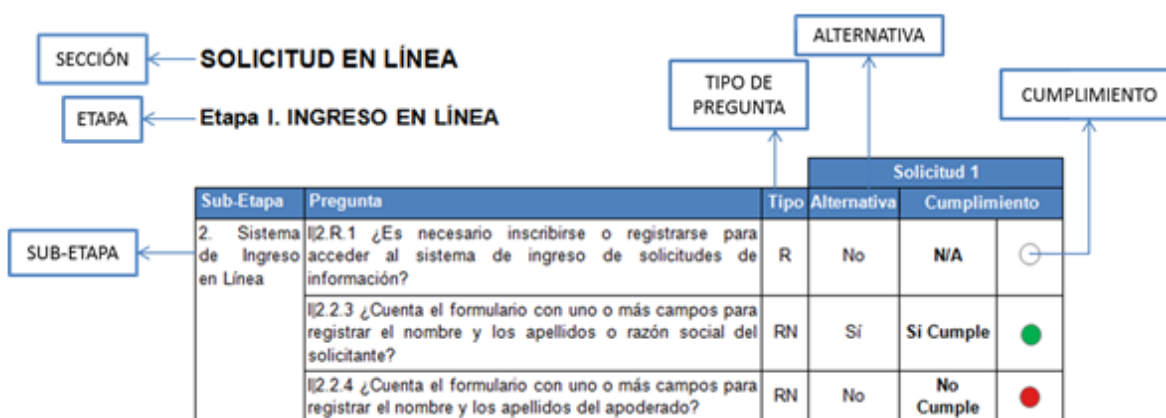 ALTERNATIVA
SECCIÓN
SOLICITUD EN LÍNEA
TIPO DE
PREGUNTA
CUMPLIMIENTO
ETAPA
Etapa I. INGRESO EN LÍNEA
Solicitud 1
Sub-Etapa Pregunta Tipo Alternativa Cumplimiento
SUB-ETAPA
2. Sistema
de Ingreso
en Línea
I|2.R.1 ¿Es necesario inscribirse o registrarse para
acceder al sistema de ingreso de solicitudes de
información?
R No N/A
I|2.2.3 ¿Cuenta el formulario con uno o más campos para
registrar el nombre y los apellidos o razón social del
solicitante?
RN Sí Sí Cumple
I|2.2.4 ¿Cuenta el formulario con uno o más campos para
registrar el nombre y los apellidos del apoderado?
RN No No
Cumple